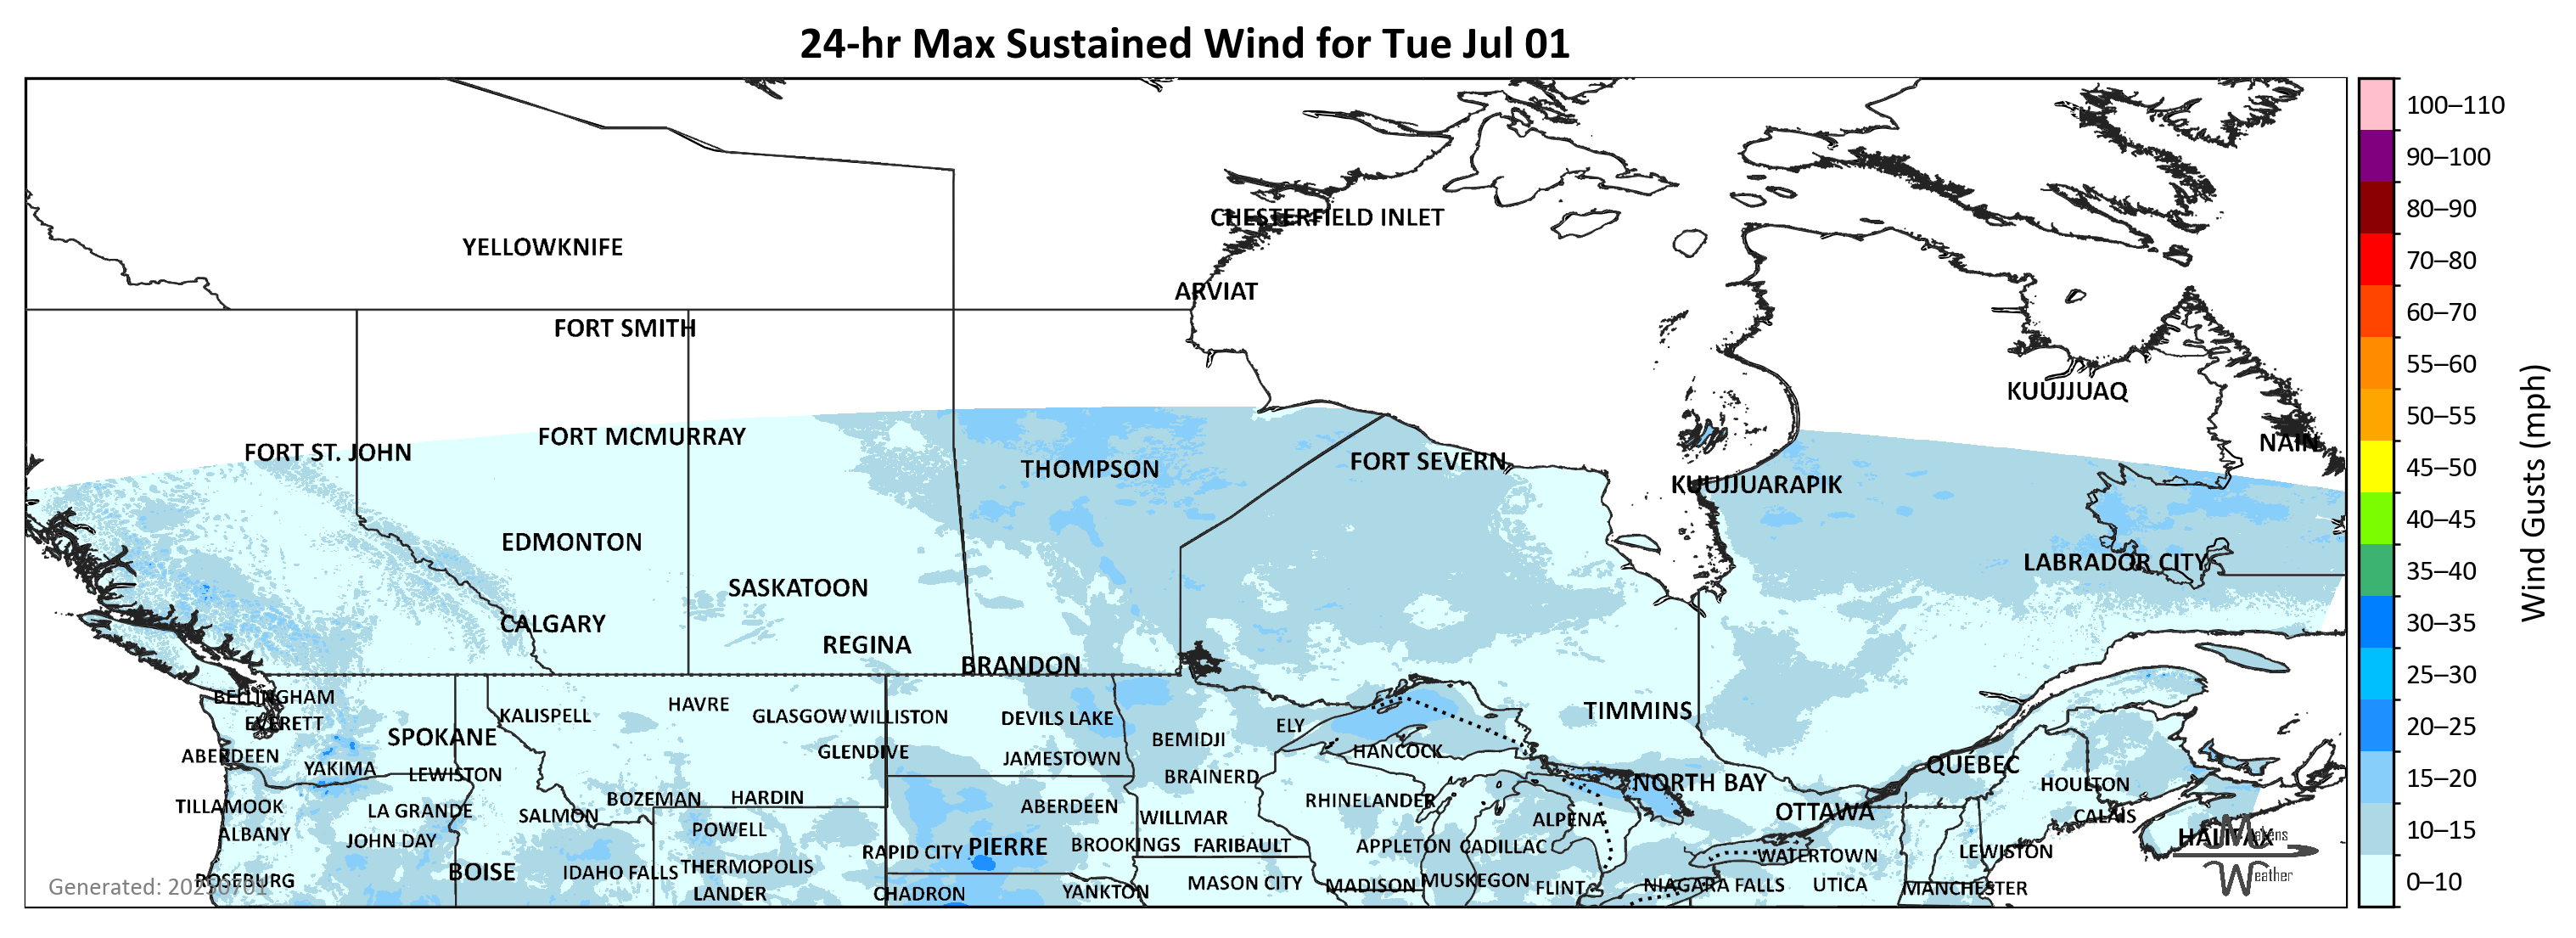 24-hr Max Sustained Wind for Tue Jul 01
100–110
90–100
80–90
70–80
60–70
55–60
50–55
45–50
40–45
35–40
30–35
25–30
20–25
15–20
10–15
0–10
Wind Gusts (mph)
CHESTERFIELD INLET
YELLOWKNIFE
ARVIAT
FORT SMITH
KUUJJUAQ
FORT MCMURRAY
NAIN
FORT ST. JOHN
FORT SEVERN
THOMPSON
KUUJJUARAPIK
EDMONTON
LABRADOR CITY
SASKATOON
CALGARY
REGINA
BRANDON
BELLINGHAM
HAVRE
TIMMINS
KALISPELL
GLASGOW
WILLISTON
DEVILS LAKE
EVERETT
ELY
SPOKANE
BEMIDJI
GLENDIVE
HANCOCK
ABERDEEN
JAMESTOWN
QUÉBEC
YAKIMA
LEWISTON
BRAINERD
NORTH BAY
HOULTON
BOZEMAN
HARDIN
RHINELANDER
TILLAMOOK
LA GRANDE
ABERDEEN
OTTAWA
SALMON
WILLMAR
ALPENA
CALAIS
ALBANY
POWELL
HALIFAX
JOHN DAY
PIERRE
BROOKINGS
FARIBAULT
APPLETON
CADILLAC
RAPID CITY
WATERTOWN
LEWISTON
BOISE
IDAHO FALLS
THERMOPOLIS
ROSEBURG
MASON CITY
MADISON
MUSKEGON
FLINT
NIAGARA FALLS
UTICA
MANCHESTER
LANDER
CHADRON
YANKTON
Generated: 20250701
Makens
Weather